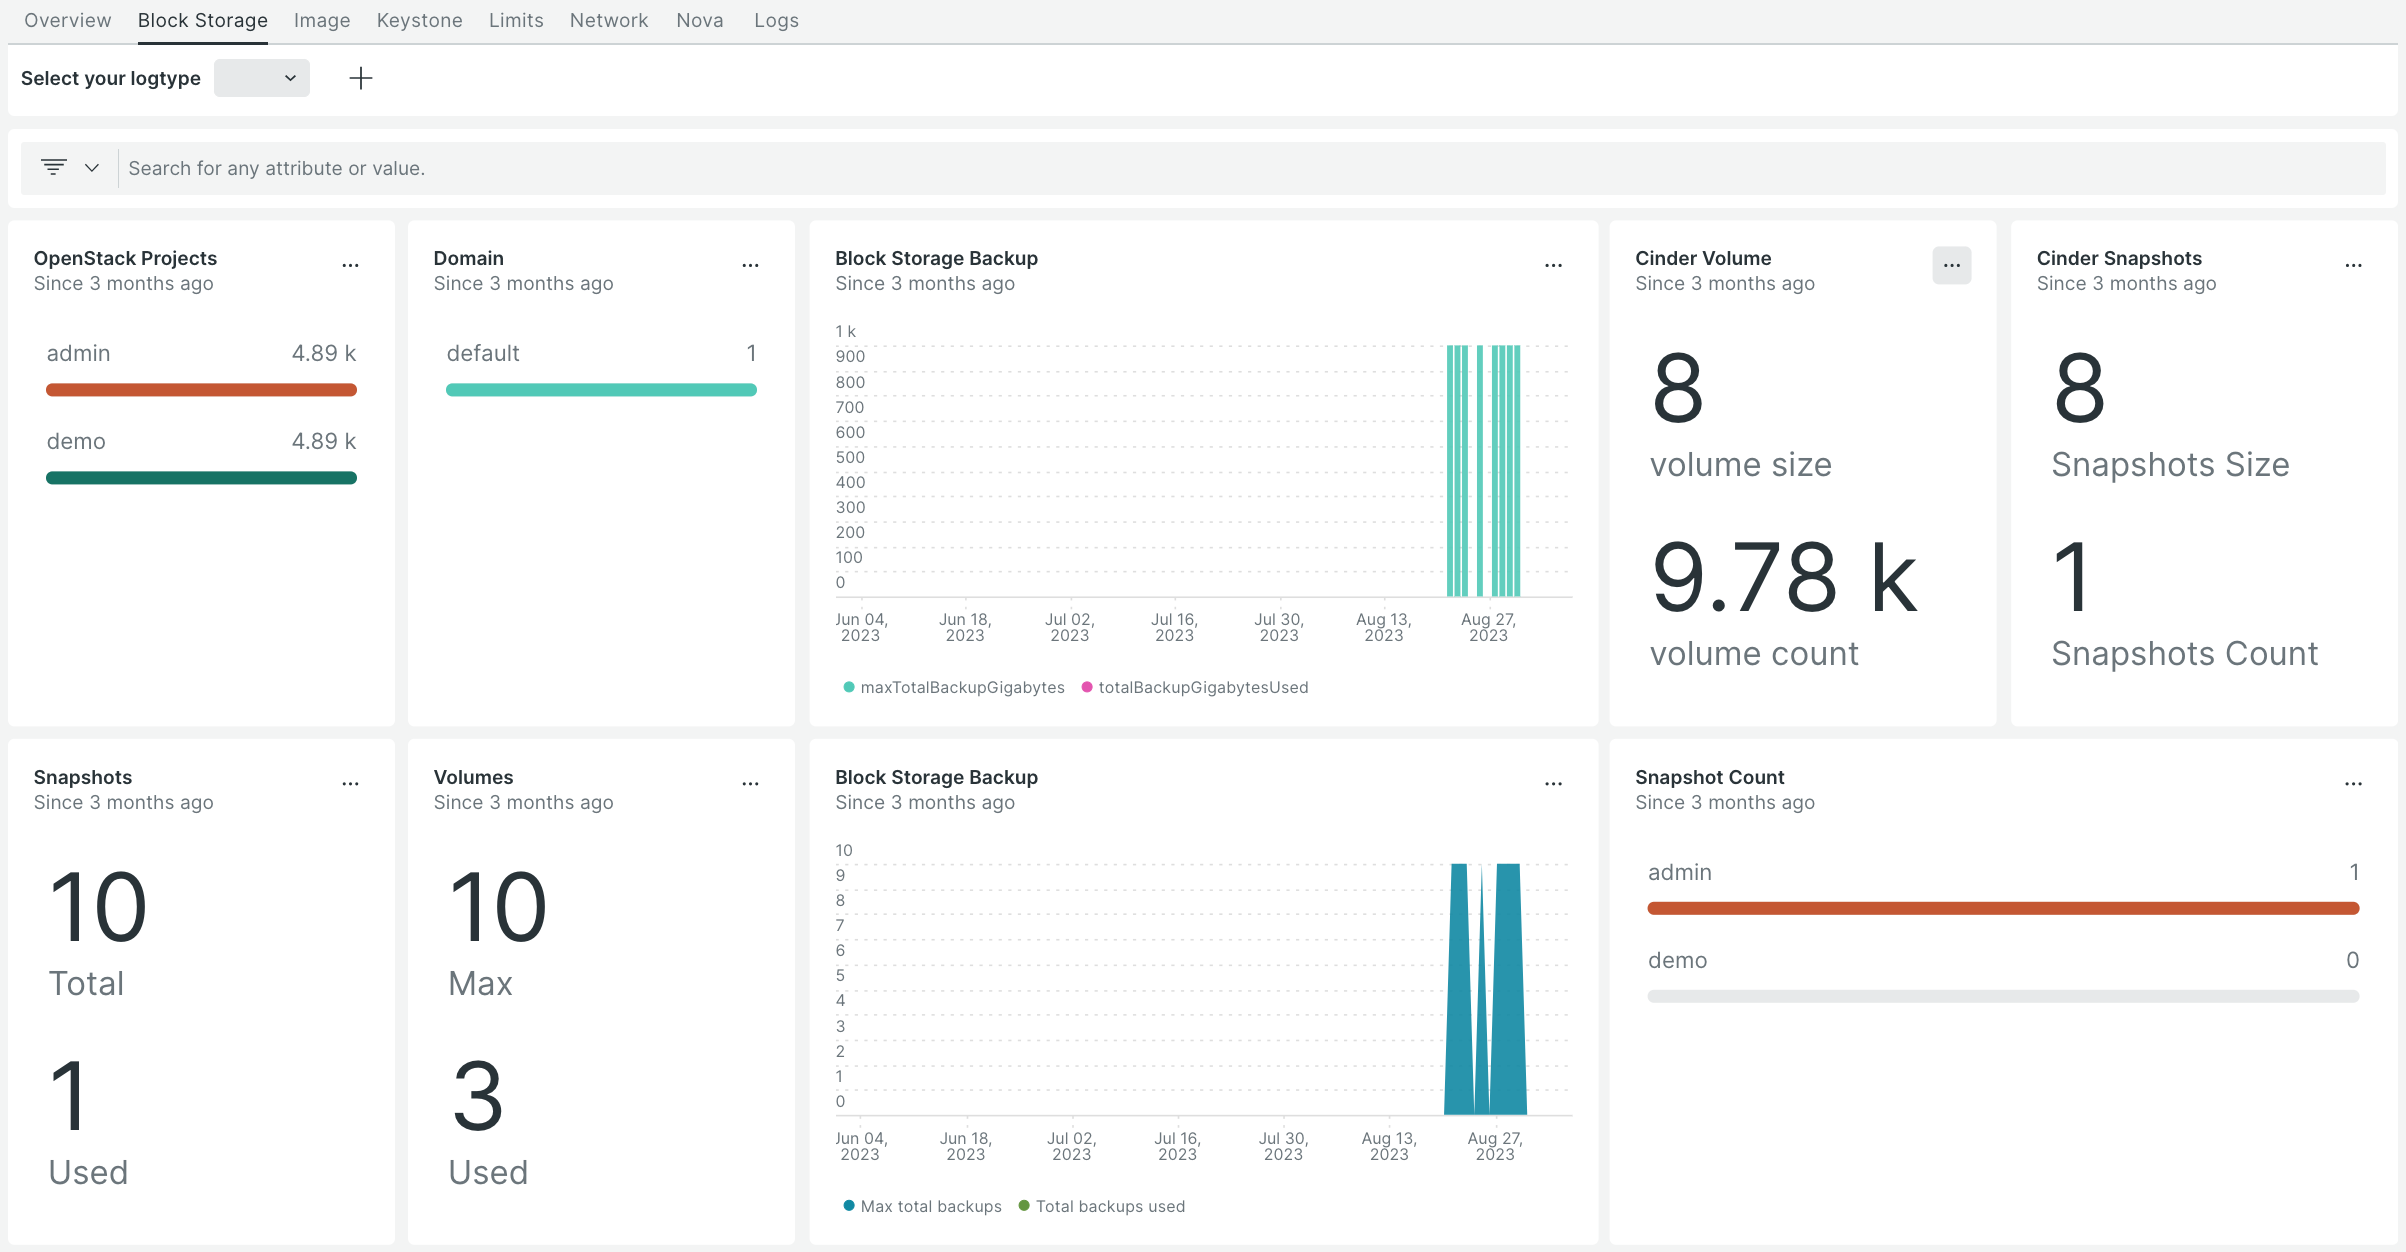 Overview Block Storage Image Keystone Limits Network Nova Logs
Select your logtype
Search for any attribute or value.
OpenStack Projects
Since 3 months ago
admin 4.89 k
demo 4.89 k
Domain
Since 3 months ago
default 1
Block Storage Backup
Since 3 months ago
1 k
900
800
700
600
500
400
300
200
100
0
Jun 04, 2023
Jun 18, 2023
Jul 02, 2023
Jul 16, 2023
Jul 30, 2023
Aug 13, 2023
Aug 27, 2023
maxTotalBackupGigabytes totalBackupGigabytesUsed
Cinder Volume
Since 3 months ago
8
volume size
9.78 k
volume count
Cinder Snapshots
Since 3 months ago
8
Snapshots Size
1
Snapshots Count
Snapshots
Since 3 months ago
10
Total
1
Used
Volumes
Since 3 months ago
10
Max
3
Used
Block Storage Backup
Since 3 months ago
10
9
8
7
6
5
4
3
2
1
0
Jun 04, 2023
Jun 18, 2023
Jul 02, 2023
Jul 16, 2023
Jul 30, 2023
Aug 13, 2023
Aug 27, 2023
Max total backups Total backups used
Snapshot Count
Since 3 months ago
admin 1
demo 0